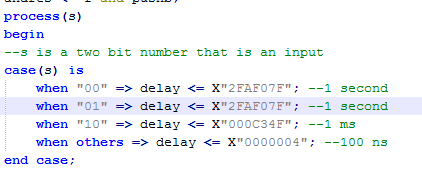 process(s)
begin
--s is a two bit number that is an input
case(s) is
when "00" => delay <= X"2FAF07F"; --1 second
when "01" => delay <= X"2FAF07F"; --1 second
when "10" => delay <= X"000C34F"; --1 ms
when others => delay <= X"0000004"; --100 ns
end case;